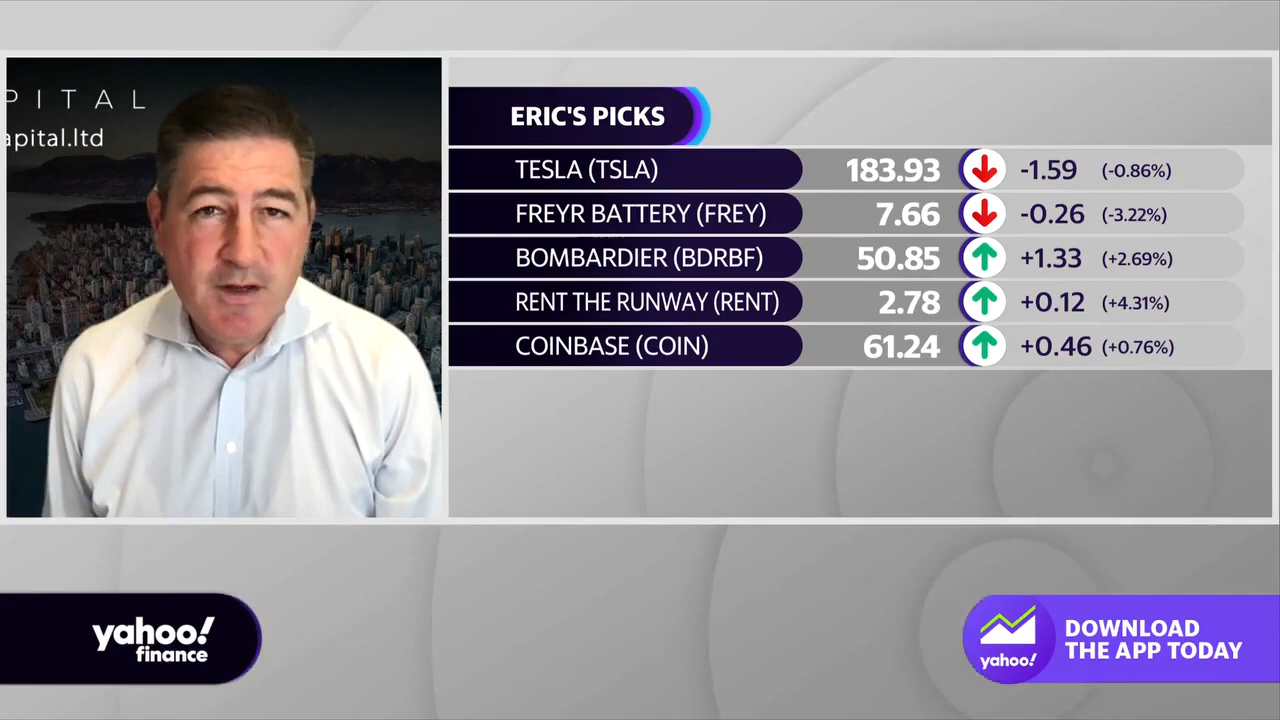 PITAL
apital.ltd
ERIC'S PICKS
TESLA (TSLA) 183.93 -1.59 (-0.86%)
FREYR BATTERY (FREY) 7.66 -0.26 (-3.22%)
BOMBARDIER (BDRBF) 50.85 +1.33 (+2.69%)
RENT THE RUNWAY (RENT) 2.78 +0.12 (+4.31%)
COINBASE (COIN) 61.24 +0.46 (+0.76%)
yahoo!
finance
yahoo!
DOWNLOAD
THE APP TODAY